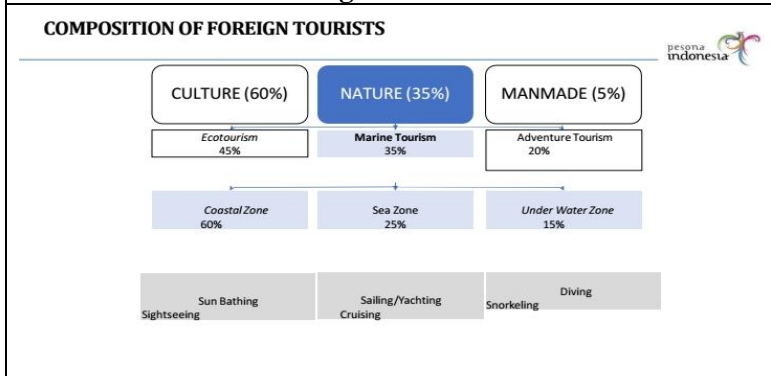 COMPOSITION OF FOREIGN TOURISTS
pesona
indonesia
CULTURE (60%)
NATURE (35%)
MANMADE (5%)
Ecotourism
45%
Marine Tourism
35%
Adventure Tourism
20%
Coastal Zone
60%
Sea Zone
25%
Under Water Zone
15%
Sun Bathing
Sightseeing
Sailing/Yachting
Cruising
Diving
Snorkeling